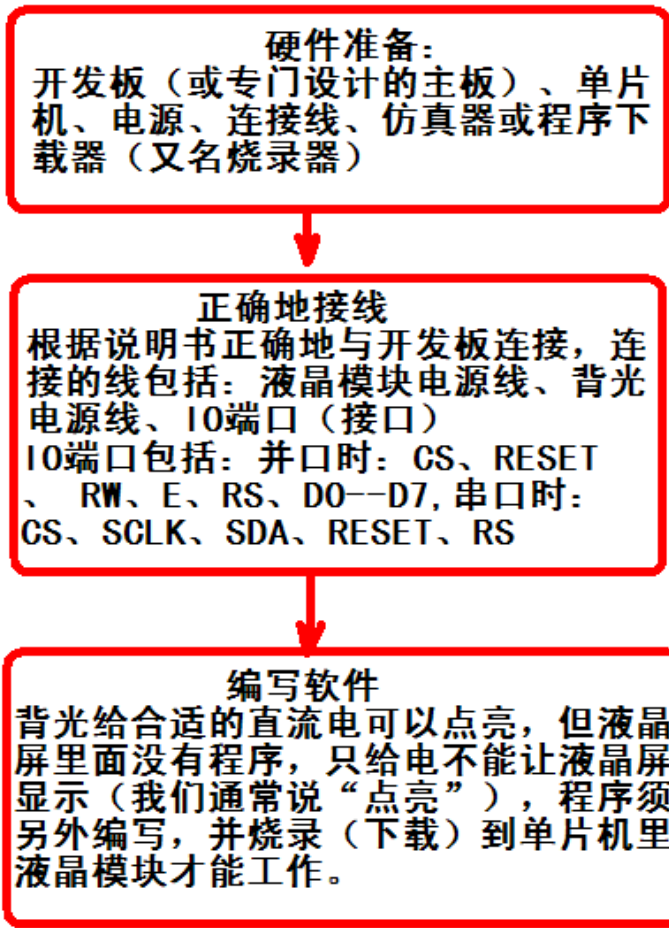 硬件准备：
开发板（或专门设计的主板）、单片
机、电源、连接线、仿真器或程序下
载器（又名烧录器）
正确地接线
根据说明书正确地与开发板连接，连
接的线包括：液晶模块电源线、背光
电源线、IO端口（接口）
IO端口包括：并口时：CS、RESET
、 RW、E、RS、D0--D7,串口时：
CS、SCLK、SDA、RESET、RS
编写软件
背光给合适的直流电可以点亮，但液晶
屏里面没有程序，只给电不能让液晶屏
显示（我们通常说“点亮”），程序须
另外编写，并烧录（下载）到单片机里
液晶模块才能工作。